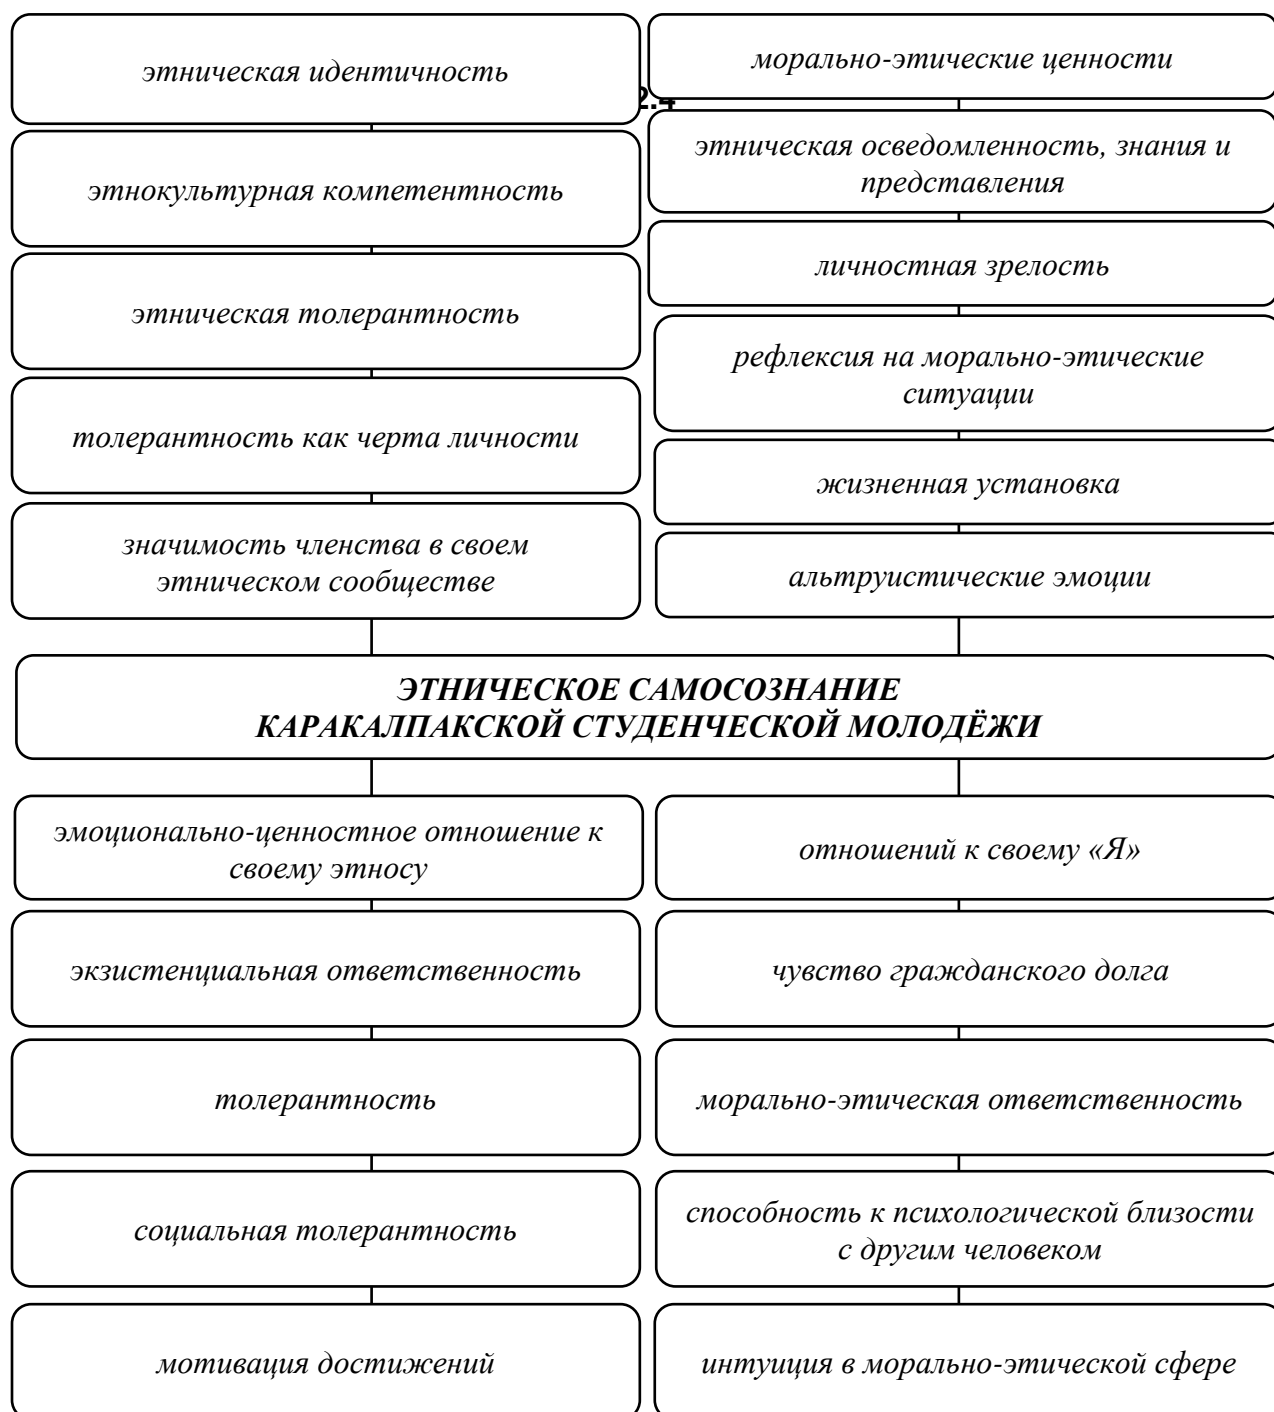 этническая идентичность
этнокультурная компетентность
этническая толерантность
толерантность как черта личности
значимость членства в своем
этническом сообществе
морально-этические ценности
этническая осведомленность, знания и
представления
личностная зрелость
рефлексия на морально-этические
ситуации
жизненная установка
альтруистические эмоции
ЭТНИЧЕСКОЕ САМОСОЗНАНИЕ
КАРАКАЛПАКСКОЙ СТУДЕНЧЕСКОЙ МОЛОДЁЖИ
эмоционально-ценностное отношение к
своему этносу
экзистенциальная ответственность
толерантность
социальная толерантность
мотивация достижений
отношений к своему «Я»
чувство гражданского долга
морально-этическая ответственность
способность к психологической близости
с другим человеком
интуиция в морально-этической сфере